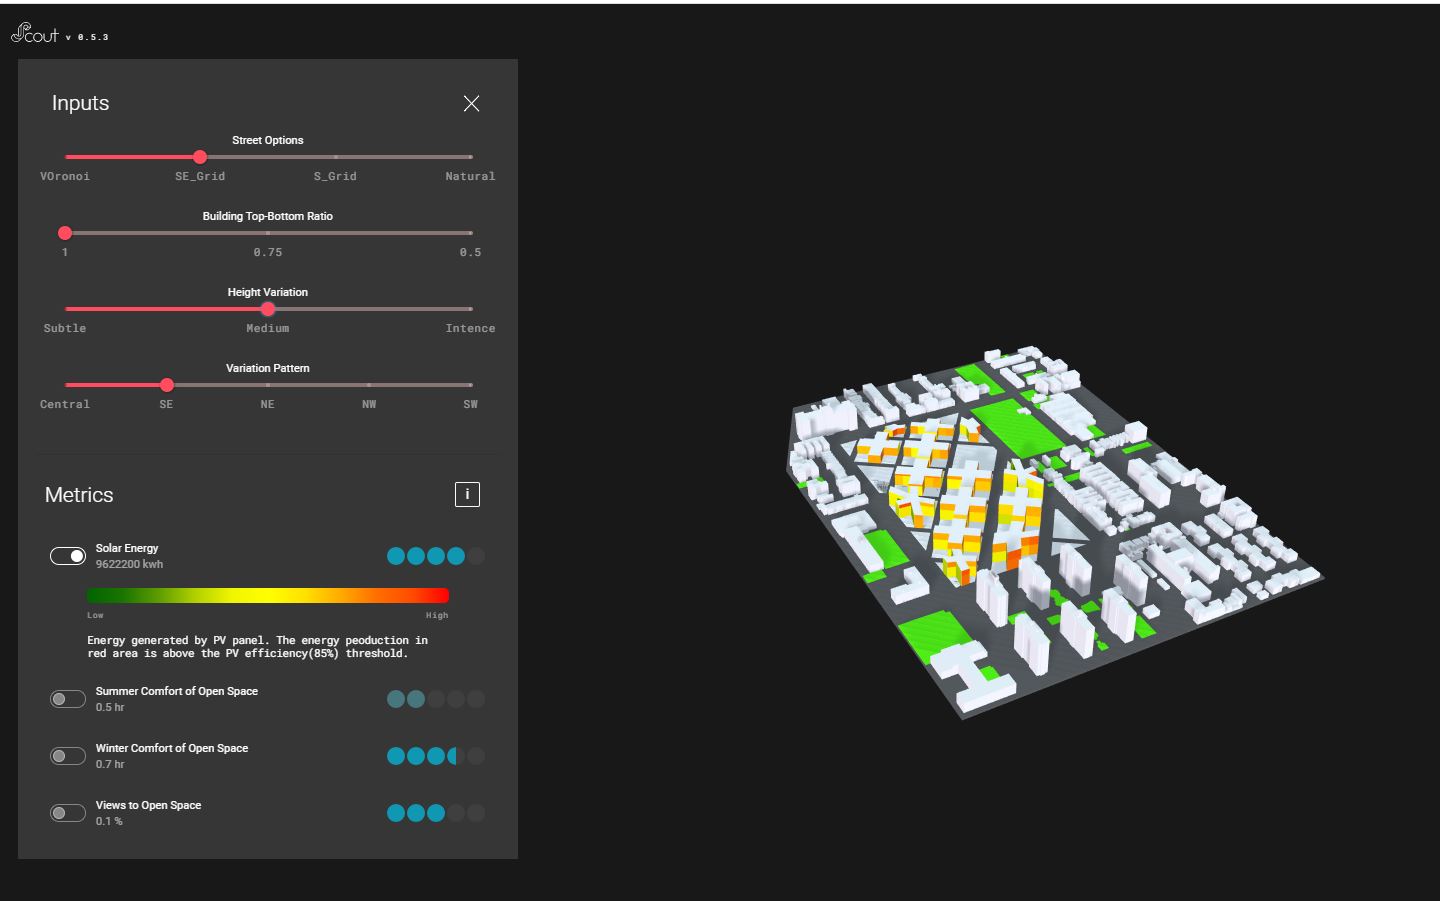 Scout v 0.5.3
Inputs
Street Options
VOronoi SE_Grid S_Grid Natural
Building Top-Bottom Ratio
1 0.75 0.5
Height Variation
Subtle Medium Intence
Variation Pattern
Central SE NE NW SW
Metrics i
Solar Energy
9622200 kwh
Low High
Energy generated by PV panel. The energy peoduction in
red area is above the PV efficiency(85%) threshold.
Summer Comfort of Open Space
0.5 hr
Winter Comfort of Open Space
0.7 hr
Views to Open Space
0.1 %